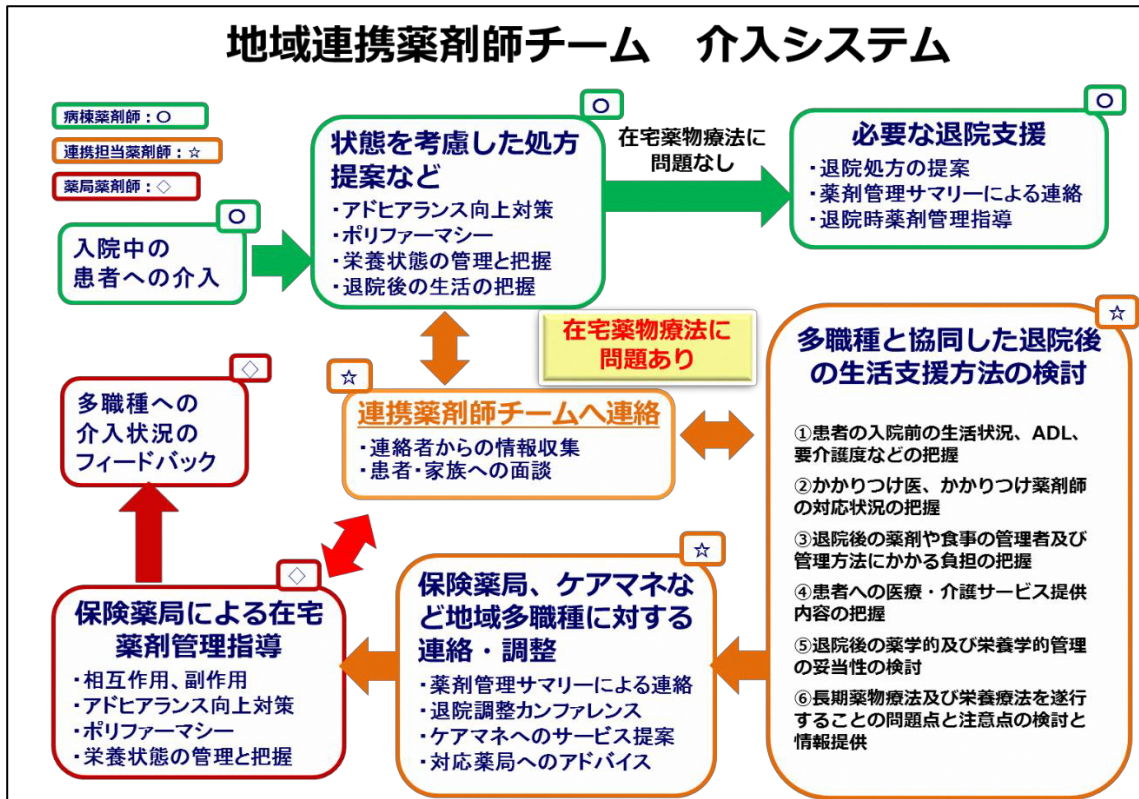 地域連携薬剤師チーム　介入システム
病棟薬剤師：○
連携担当薬剤師：☆
薬局薬剤師：◇
○
入院中の
患者への介入
○
状態を考慮した処方
提案など
・アドヒアランス向上対策
・ポリファーマシー
・栄養状態の管理と把握
・退院後の生活の把握
在宅薬物療法に
問題なし
○
必要な退院支援
・退院処方の提案
・薬剤管理サマリーによる連絡
・退院時薬剤管理指導
在宅薬物療法に
問題あり
☆
連携薬剤師チームへ連絡
・連絡者からの情報収集
・患者・家族への面談
☆
多職種と協同した退院後
の生活支援方法の検討
①患者の入院前の生活状況、ADL、
要介護度などの把握
②かかりつけ医、かかりつけ薬剤師
の対応状況の把握
③退院後の薬剤や食事の管理者及び
管理方法にかかる負担の把握
④患者への医療・介護サービス提供
内容の把握
⑤退院後の薬学的及び栄養学的管理
の妥当性の検討
⑥長期薬物療法及び栄養療法を遂行
することの問題点と注意点の検討と
情報提供
☆
保険薬局、ケアマネな
ど地域多職種に対する
連絡・調整
・薬剤管理サマリーによる連絡
・退院調整カンファレンス
・ケアマネへのサービス提案
・対応薬局へのアドバイス
◇
保険薬局による在宅
薬剤管理指導
・相互作用、副作用
・アドヒアランス向上対策
・ポリファーマシー
・栄養状態の管理と把握
◇
多職種への
介入状況の
フィードバック